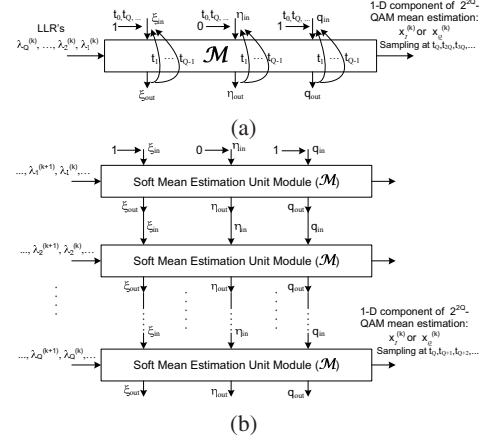 1-D component of 2^2Q-
QAM mean estimation:
x_I^(k) or x_Q^(k)
Sampling at t_Q,t_2Q,t_3Q,...
t_0,t_Q,... ξ_in t_0,t_Q,... η_in t_0,t_Q,... q_in
1 0 1
LLR's
λ_Q^(k), ..., λ_2^(k), λ_1^(k)
ℳ
t_1 ... t_Q-1 t_1 ... t_Q-1 t_1 ... t_Q-1
ξ_out η_out q_out
(a)
1 ξ_in 0 η_in 1 q_in
..., λ_1^(k+1), λ_1^(k),...
Soft Mean Estimation Unit Module (ℳ)
ξ_out η_out q_out
ξ_in η_in q_in
..., λ_2^(k+1), λ_2^(k),...
Soft Mean Estimation Unit Module (ℳ)
ξ_out η_out q_out
1-D component of 2^2Q-
QAM mean estimation:
x_I^(k) or x_Q^(k)
Sampling at t_Q,t_Q+1,t_Q+2,...
ξ_in η_in q_in
..., λ_Q^(k+1), λ_Q^(k),...
Soft Mean Estimation Unit Module (ℳ)
ξ_out η_out q_out
(b)